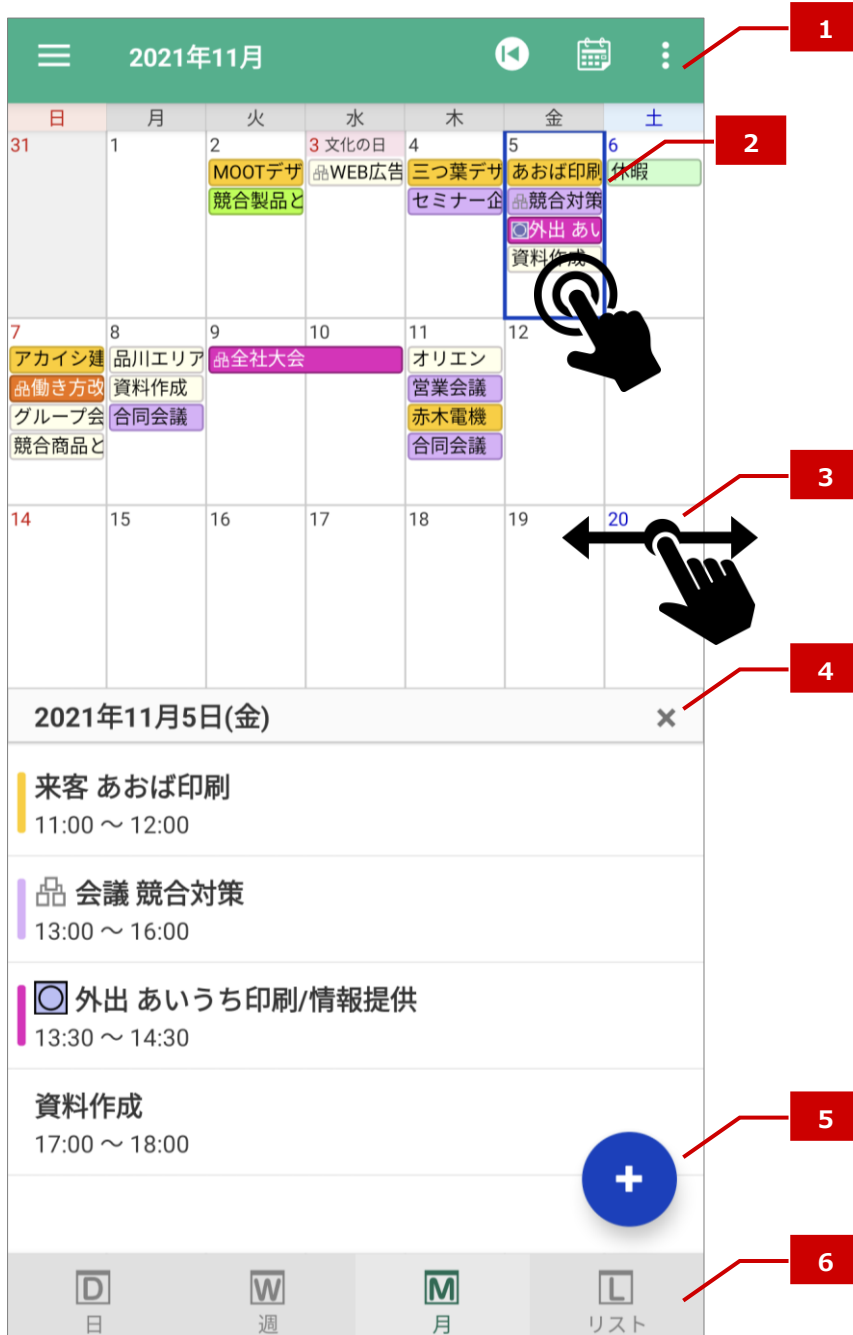 2021年11月
1
日 月 火 水 木 金 土
31 1 2 3 文化の日 4 5 6
2
MOOTデザ 品WEB広告 三つ葉デザ あおば印刷 休暇
競合製品と セミナー企 品競合対策
外出 あい
資料作成
7 8 9 10 11 12
アカイシ建 品川エリア 品全社大会 オリエン
品働き方改 資料作成 営業会議
グループ会 合同会議 赤木電機
競合商品と 合同会議
3
14 15 16 17 18 19 20
4
2021年11月5日(金) ×
来客 あおば印刷
11:00 ～ 12:00
会議 競合対策
13:00 ～ 16:00
外出 あいうち印刷/情報提供
13:30 ～ 14:30
資料作成
17:00 ～ 18:00
5
+
6
D W M L
日 週 月 リスト